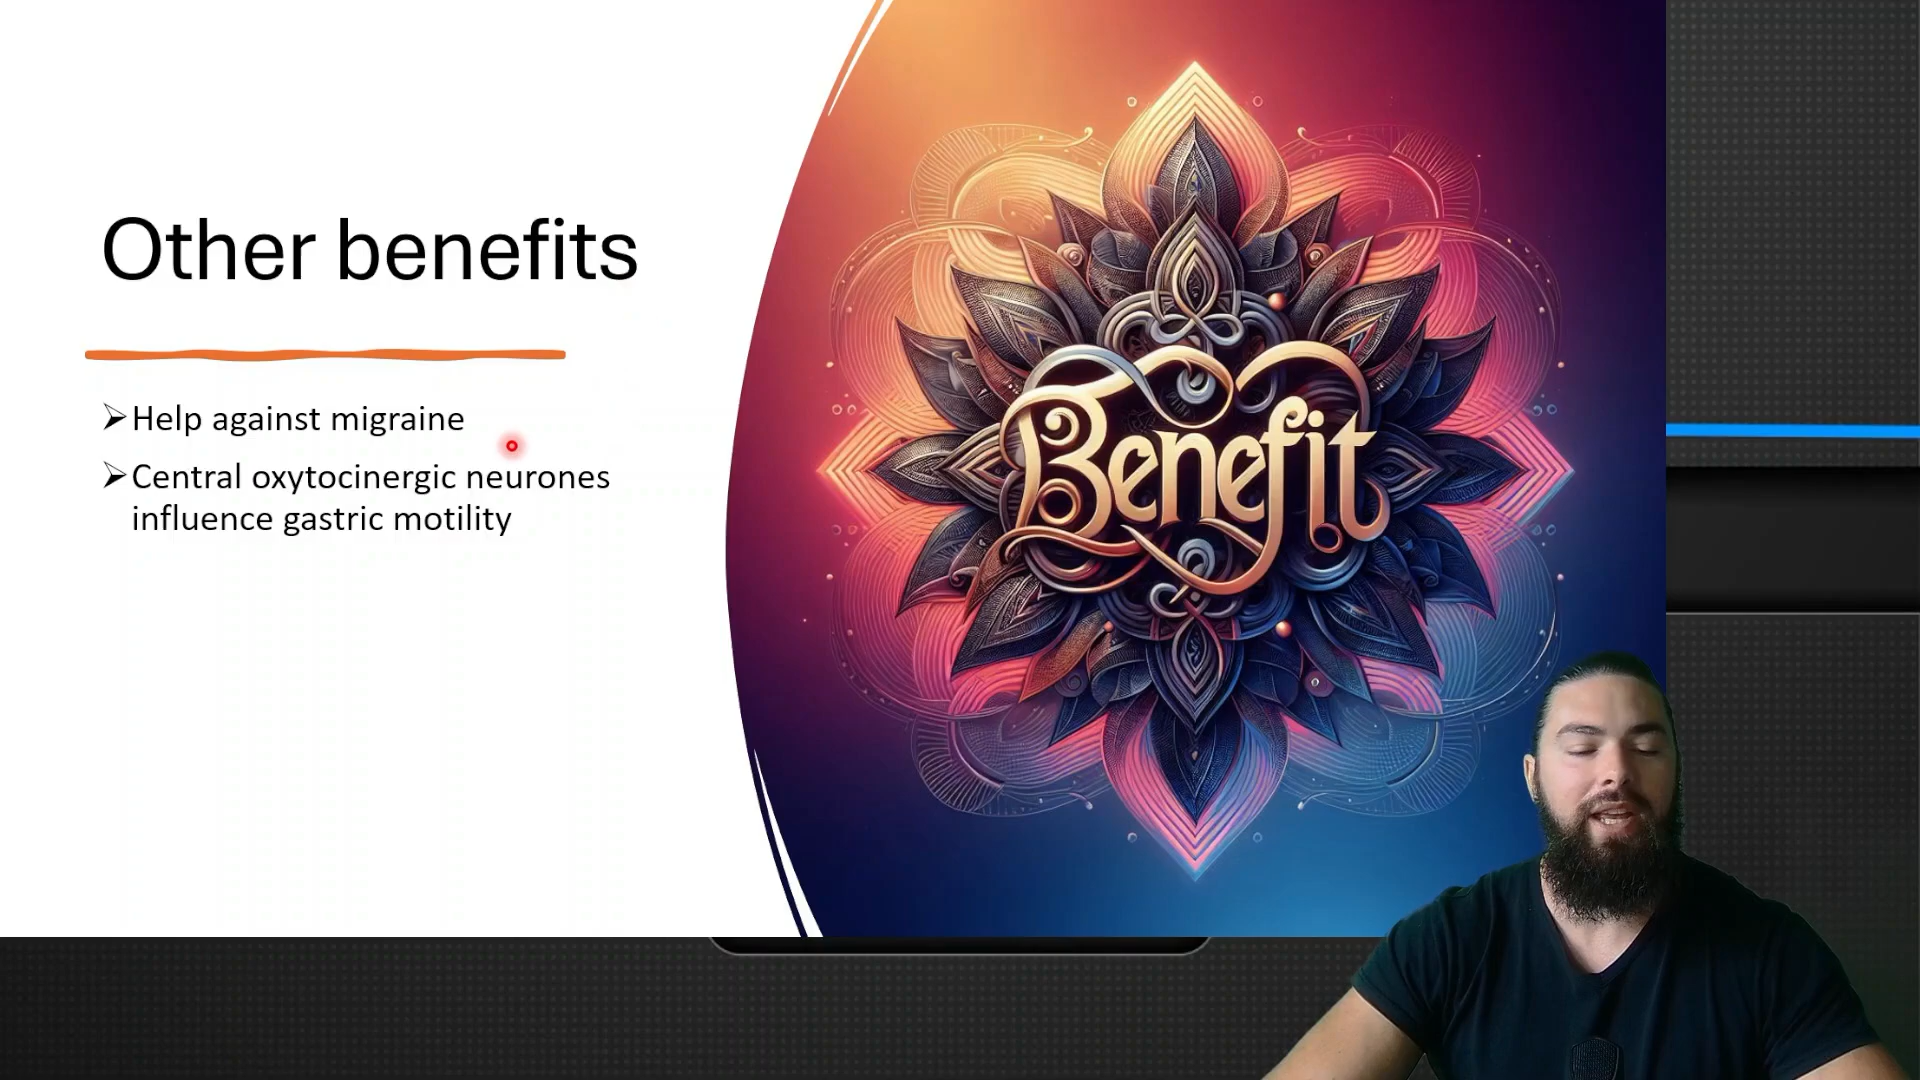 Other benefits
Help against migraine
Central oxytocinergic neurones
influence gastric motility
Benefit